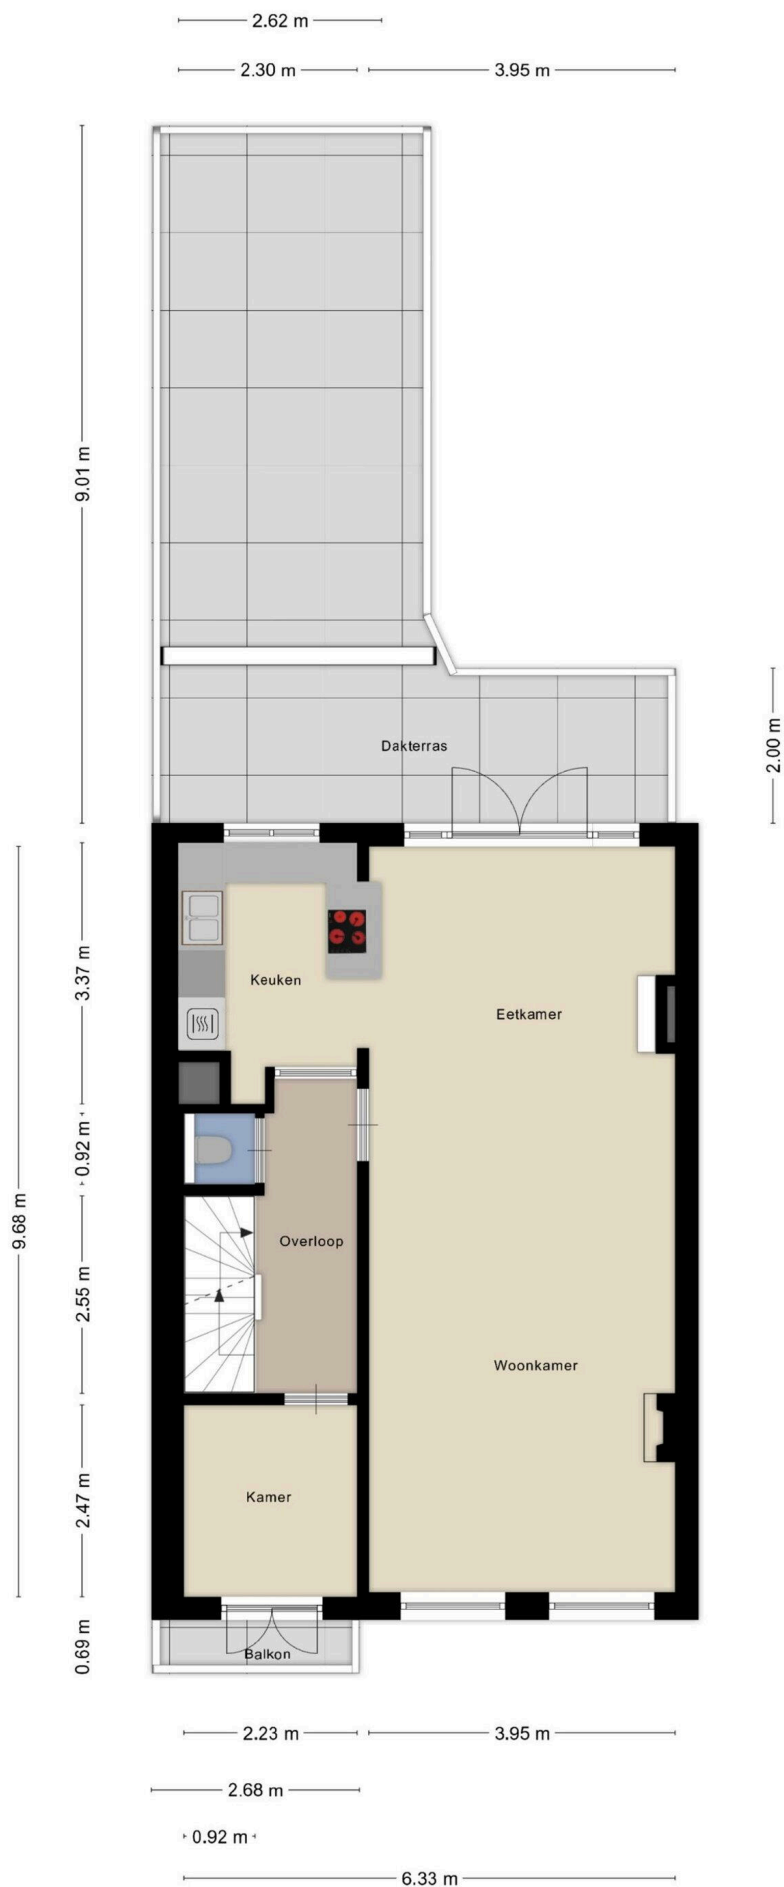 2.62 m
2.30 m
3.95 m
9.01 m
2.00 m
Dakterras
Keuken
Eetkamer
3.37 m
0.92 m
9.68 m
Overloop
2.55 m
Woonkamer
Kamer
2.47 m
0.69 m
Balkon
2.23 m
3.95 m
2.68 m
0.92 m
6.33 m